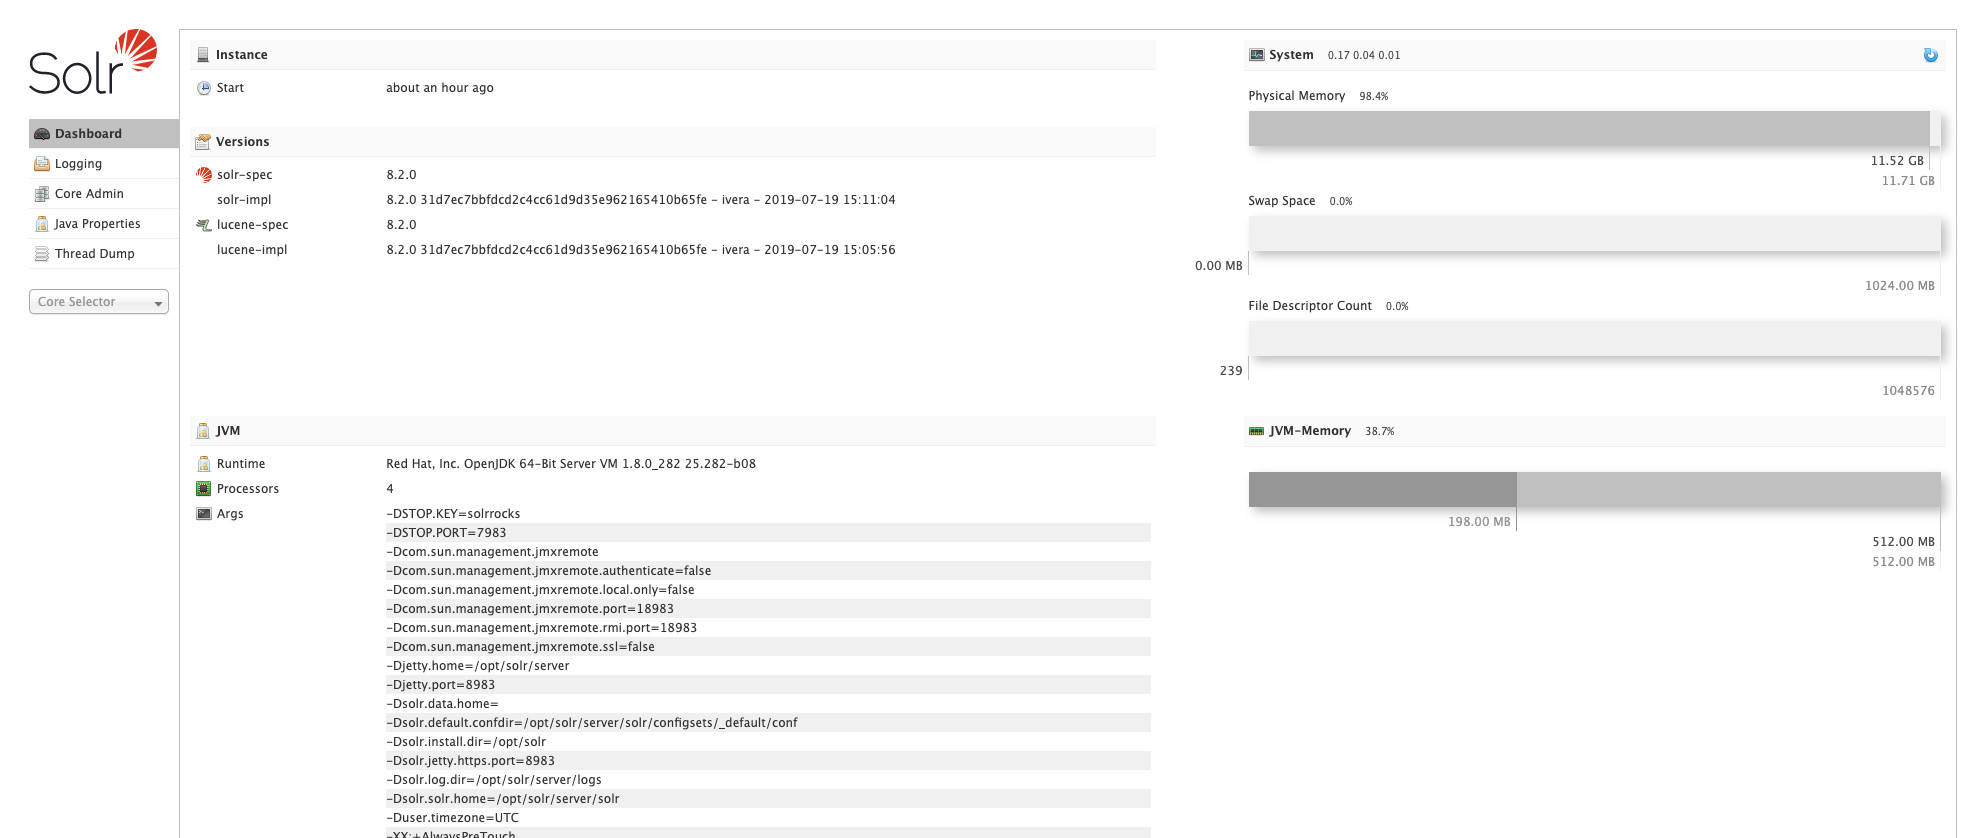 Solr
Dashboard
Logging
Core Admin
Java Properties
Thread Dump
Core Selector
Instance
Start about an hour ago
Versions
solr-spec 8.2.0
solr-impl 8.2.0 31d7ec7bbfdcd2c4cc61d9d35e962165410b65fe - ivera - 2019-07-19 15:11:04
lucene-spec 8.2.0
lucene-impl 8.2.0 31d7ec7bbfdcd2c4cc61d9d35e962165410b65fe - ivera - 2019-07-19 15:05:56
System 0.17 0.04 0.01
Physical Memory 98.4%
11.52 GB
11.71 GB
Swap Space 0.0%
0.00 MB
1024.00 MB
File Descriptor Count 0.0%
239
1048576
JVM
Runtime Red Hat, Inc. OpenJDK 64-Bit Server VM 1.8.0_282 25.282-b08
Processors 4
Args -DSTOP.KEY=solrrocks
-DSTOP.PORT=7983
-Dcom.sun.management.jmxremote
-Dcom.sun.management.jmxremote.authenticate=false
-Dcom.sun.management.jmxremote.local.only=false
-Dcom.sun.management.jmxremote.port=18983
-Dcom.sun.management.jmxremote.rmi.port=18983
-Dcom.sun.management.jmxremote.ssl=false
-Djetty.home=/opt/solr/server
-Djetty.port=8983
-Dsolr.data.home=
-Dsolr.default.confdir=/opt/solr/server/solr/configsets/_default/conf
-Dsolr.install.dir=/opt/solr
-Dsolr.jetty.https.port=8983
-Dsolr.log.dir=/opt/solr/server/logs
-Dsolr.solr.home=/opt/solr/server/solr
-Duser.timezone=UTC
-XX:+AlwaysPreTouch
JVM-Memory 38.7%
198.00 MB
512.00 MB
512.00 MB